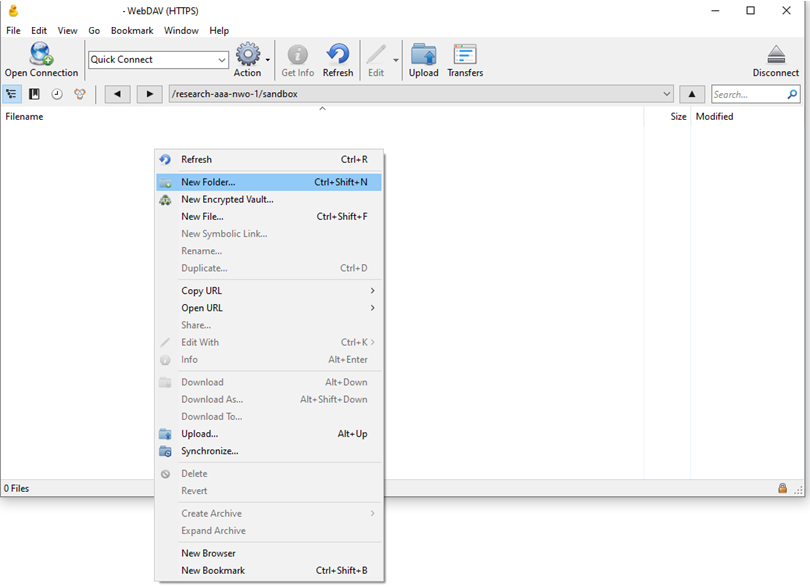 - WebDAV (HTTPS)
File Edit View Go Bookmark Window Help
Open Connection Quick Connect Action Get Info Refresh Edit Upload Transfers Disconnect
/research-aaa-nwo-1/sandbox Search...
Filename Size Modified
Refresh Ctrl+R
New Folder... Ctrl+Shift+N
New Encrypted Vault...
New File... Ctrl+Shift+F
New Symbolic Link...
Rename...
Duplicate... Ctrl+D
Copy URL
Open URL
Share...
Edit With Ctrl+K
Info Alt+Enter
Download Alt+Down
Download As... Alt+Shift+Down
Download To...
Upload... Alt+Up
Synchronize...
Delete
0 Files
Revert
Create Archive
Expand Archive
New Browser
New Bookmark Ctrl+Shift+B